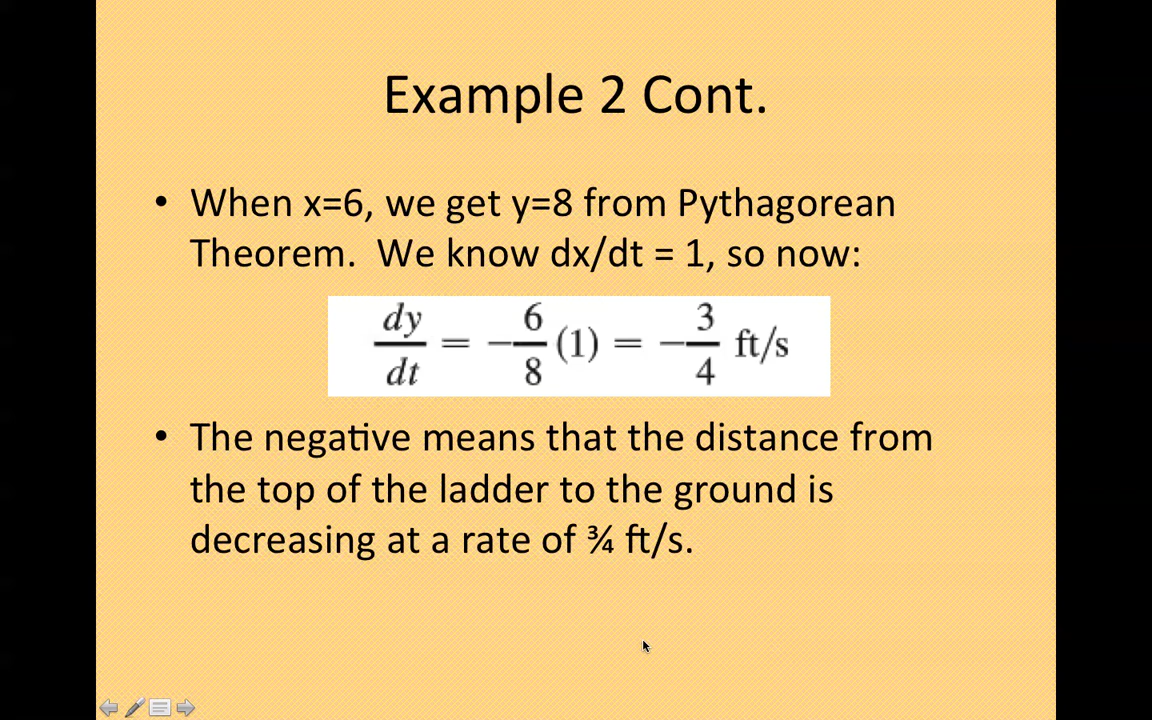 Example 2 Cont.
• When x=6, we get y=8 from Pythagorean
Theorem.  We know dx/dt = 1, so now:
dy/dt = −6/8 (1) = −3/4 ft/s
• The negative means that the distance from
the top of the ladder to the ground is
decreasing at a rate of ¾ ft/s.